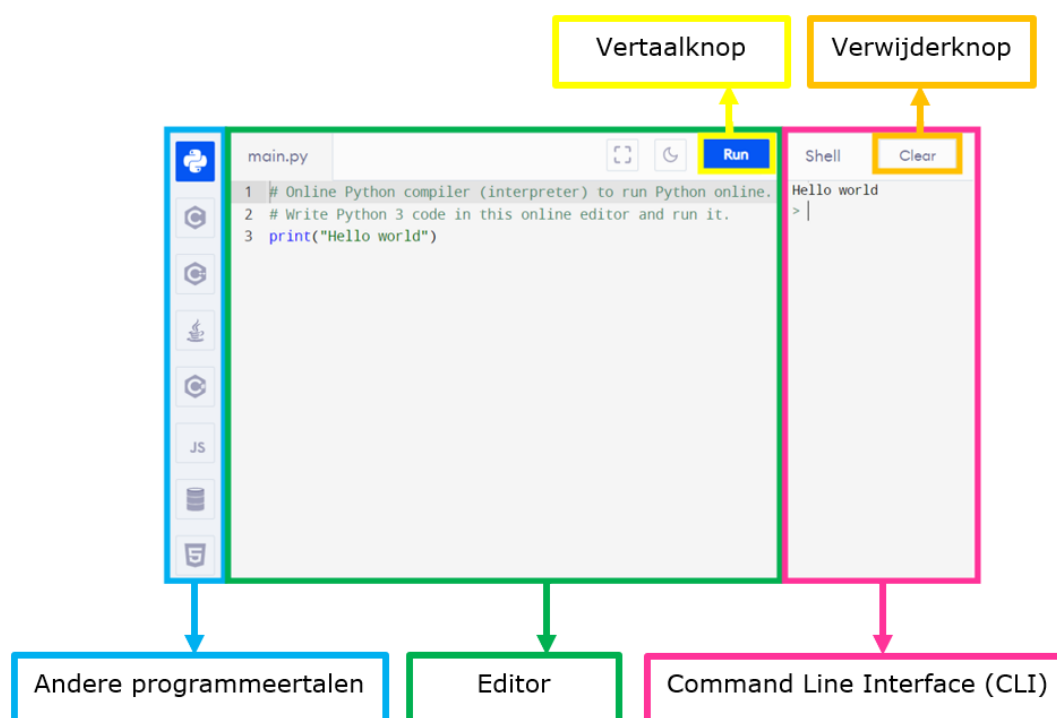 Vertaalknop
Verwijderknop
main.py
Run
Shell
Clear
1 # Online Python compiler (interpreter) to run Python online.
2 # Write Python 3 code in this online editor and run it.
3 print("Hello world")
Hello world
>
JS
Andere programmeertalen
Editor
Command Line Interface (CLI)